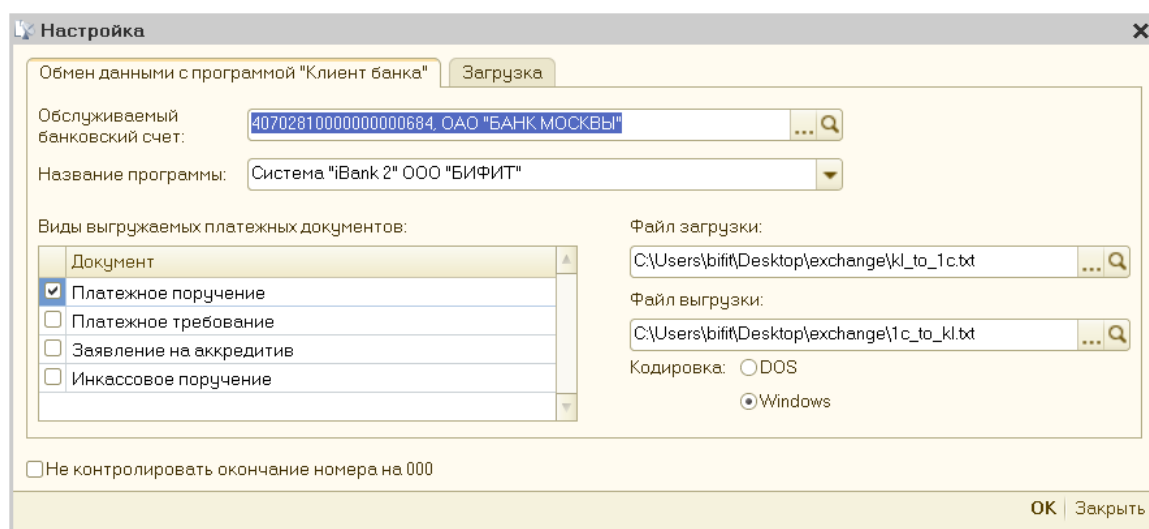 Настройка
Обмен данными с программой "Клиент банка"
Загрузка
Обслуживаемый
банковский счет:
40702810000000000684, ОАО "БАНК МОСКВЫ"
...
Название программы:
Система "iBank 2" ООО "БИФИТ"
Виды выгружаемых платежных документов:
Документ
Платежное поручение
Платежное требование
Заявление на аккредитив
Инкассовое поручение
Файл загрузки:
C:\Users\bifit\Desktop\exchange\kl_to_1c.txt
...
Файл выгрузки:
C:\Users\bifit\Desktop\exchange\1c_to_kl.txt
...
Кодировка:
DOS
Windows
Не контролировать окончание номера на 000
OK
Закрыть